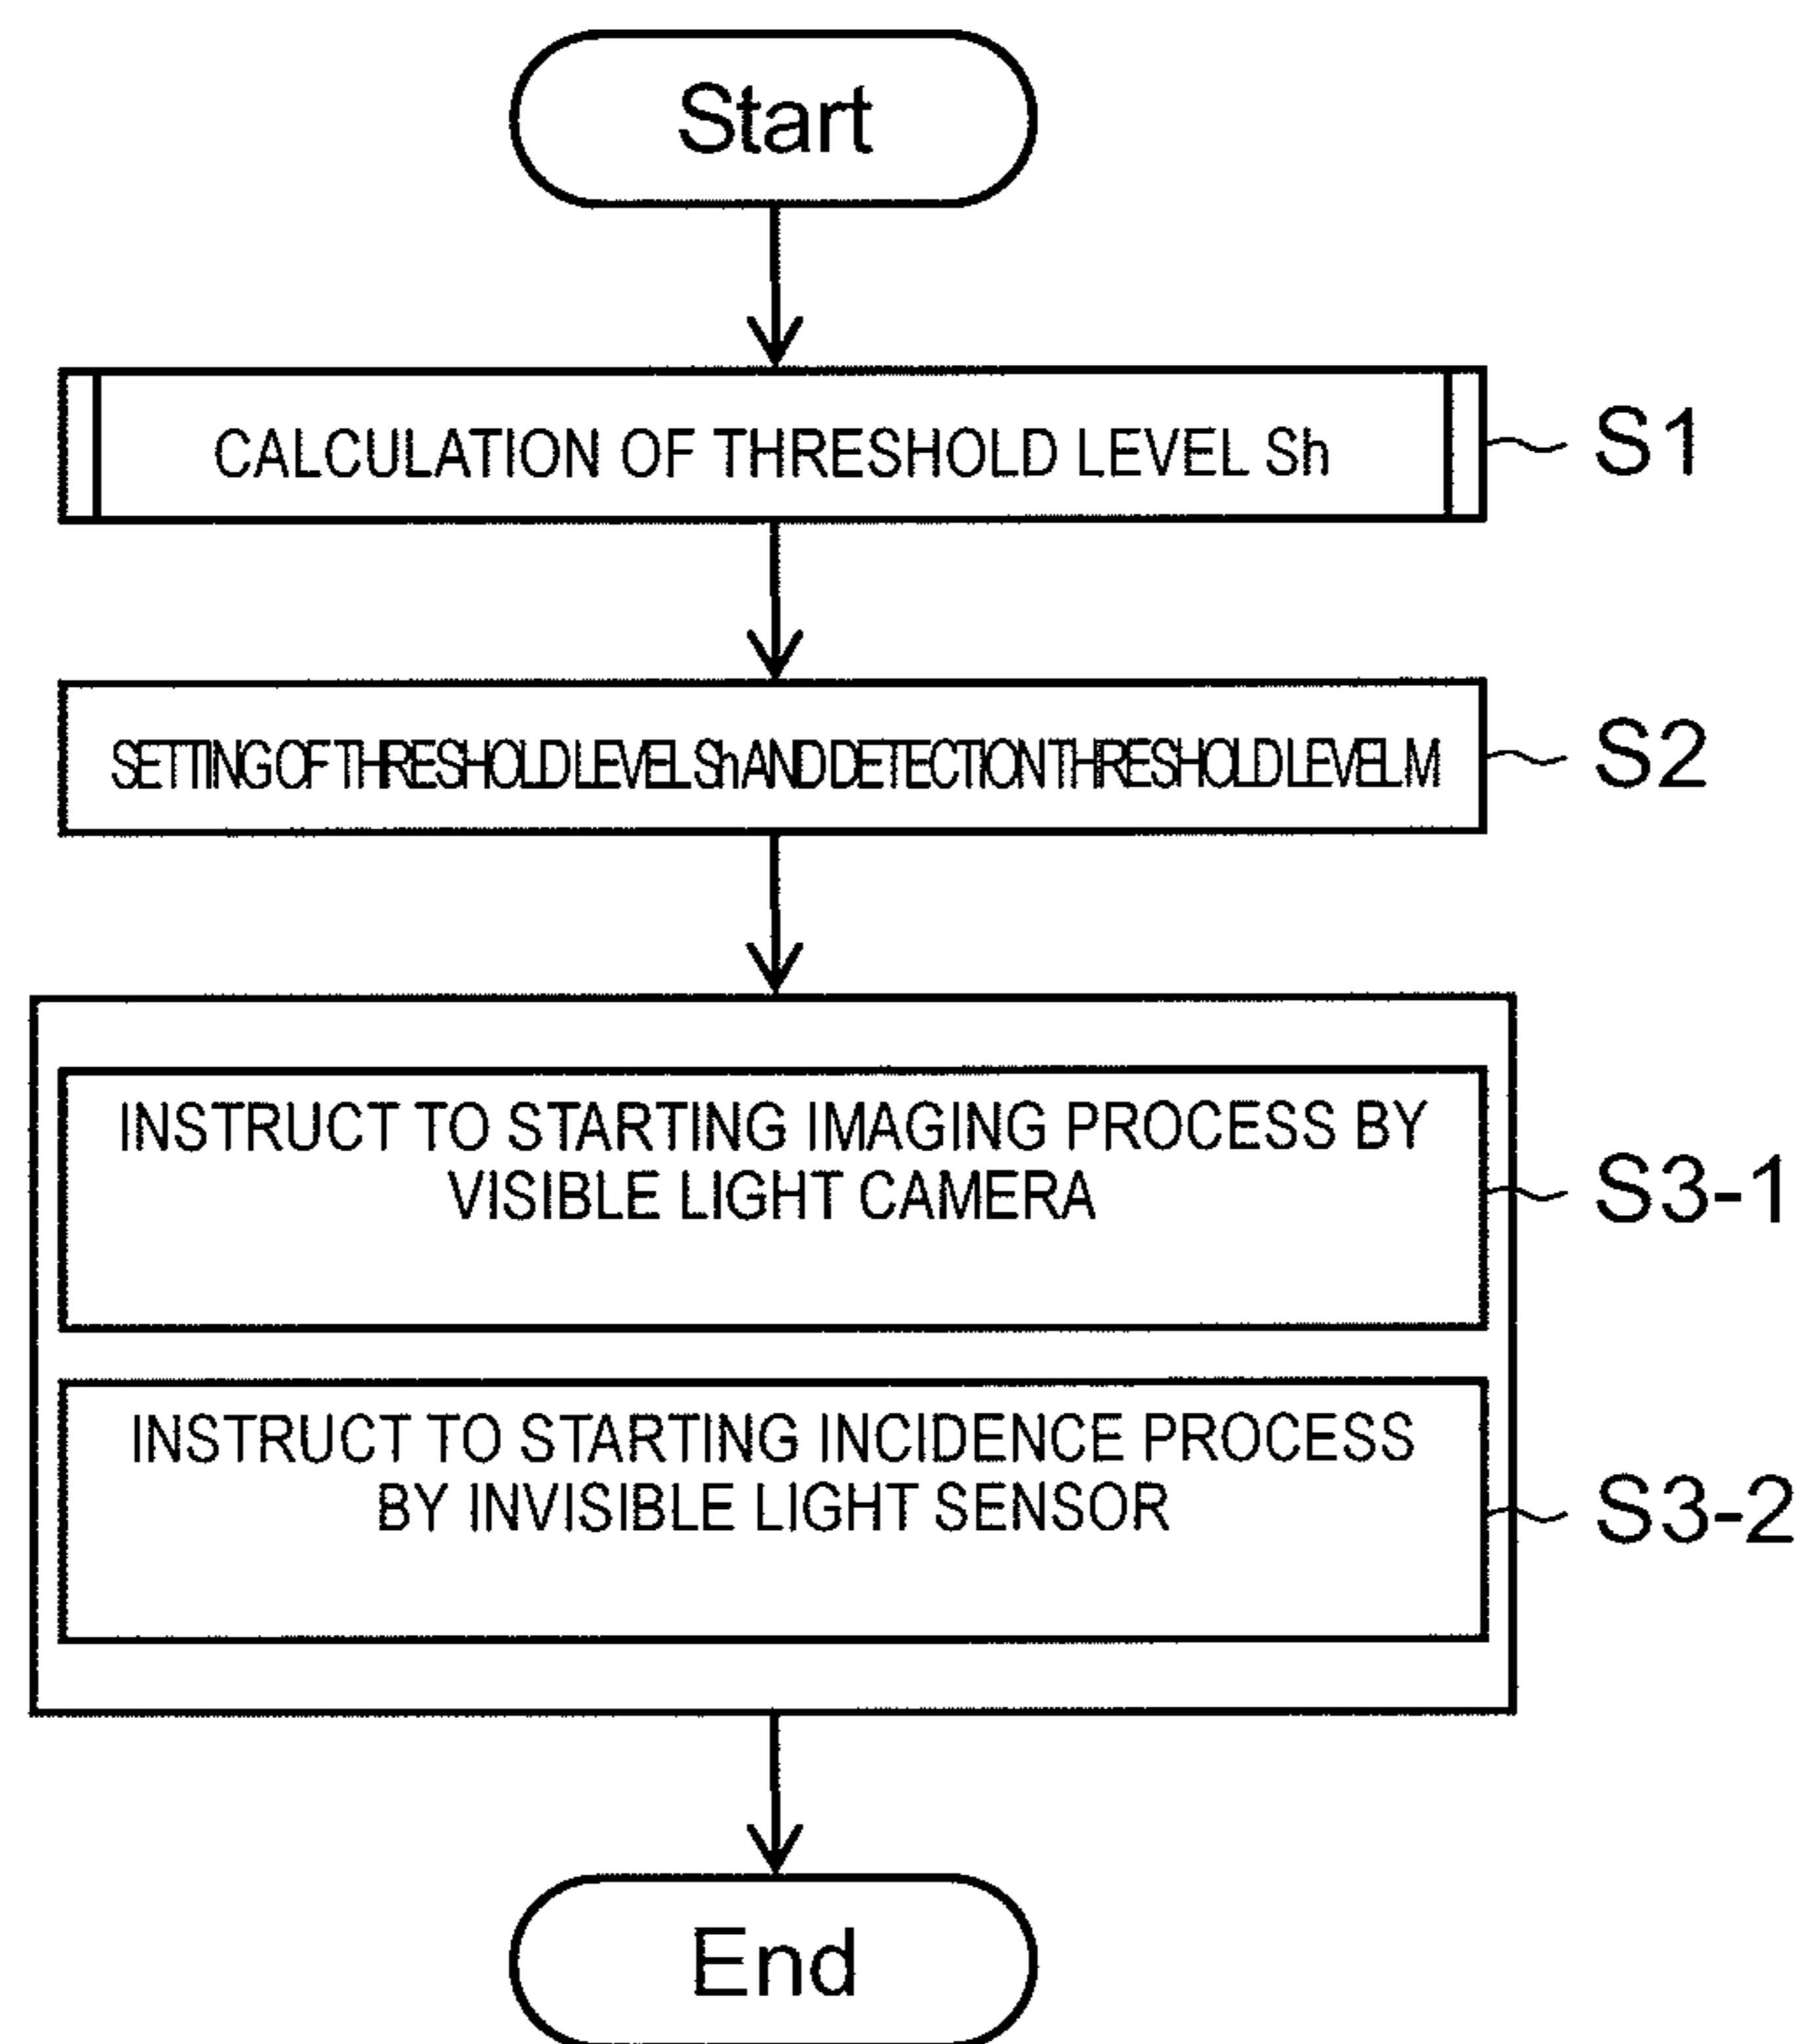 Start
CALCULATION OF THRESHOLD LEVEL Sh
S1
SETTING OF THRESHOLD LEVEL Sh AND DETECTION THRESHOLD LEVEL M
S2
INSTRUCT TO STARTING IMAGING PROCESS BY
VISIBLE LIGHT CAMERA
S3-1
INSTRUCT TO STARTING INCIDENCE PROCESS
BY INVISIBLE LIGHT SENSOR
S3-2
End